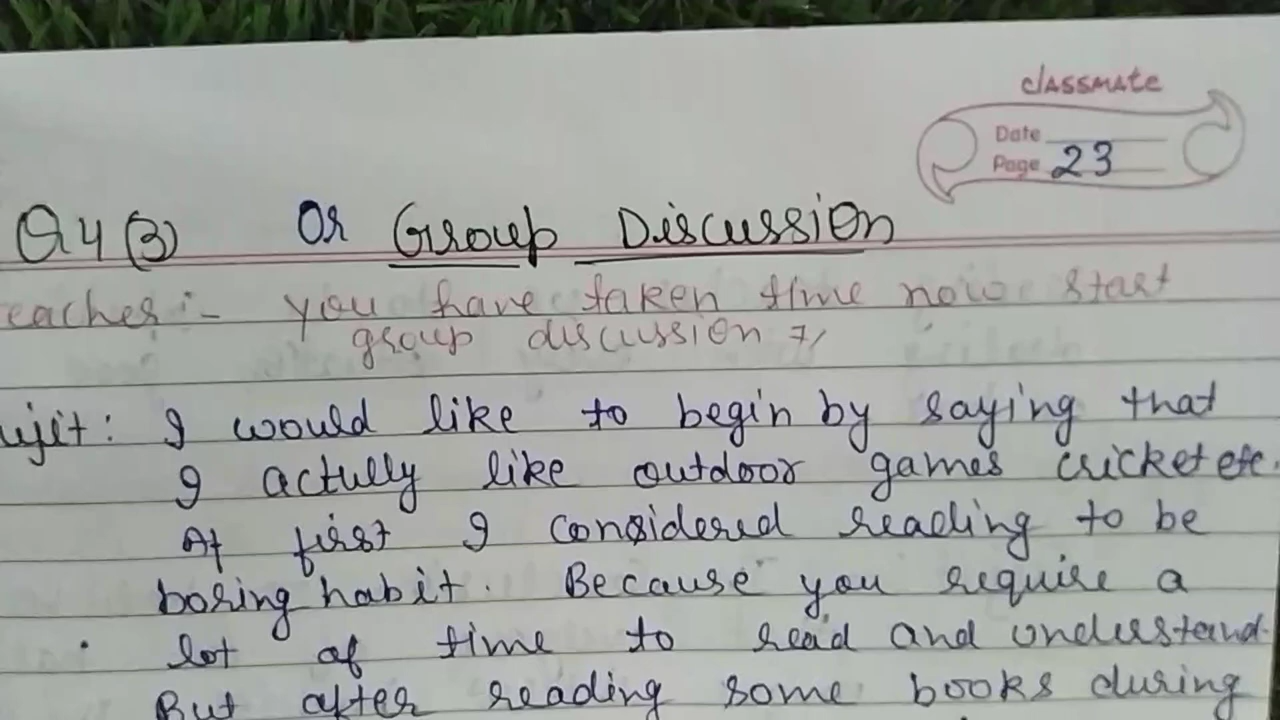 classmate
Date
Page 23
Q4(3) Or Group Discussion
eacher:- you have taken time now start
group discussion
ujit: I would like to begin by saying that
I actully like outdoor games cricket etc.
At first I considered reading to be
boring habit. Because you require a
lot of time to read and understand.
But after reading some books during